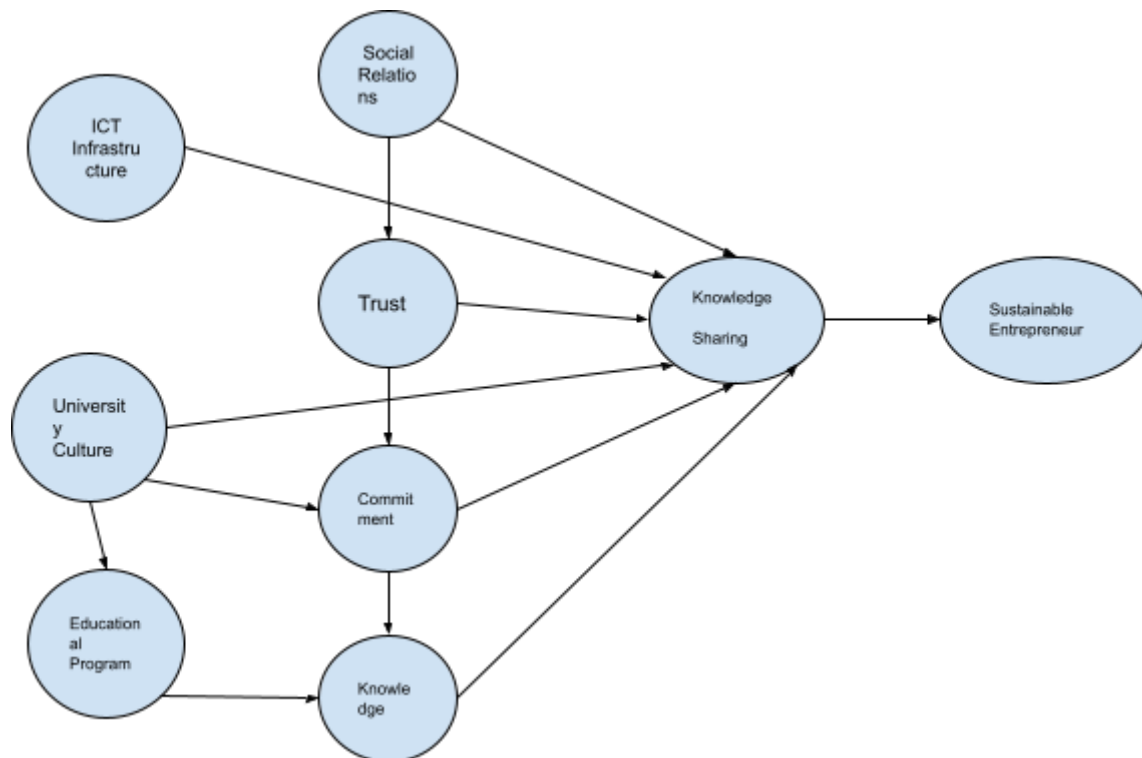 Social
Relatio
ns
ICT
Infrastru
cture
Trust
Knowledge
Sharing
Sustainable
Entrepreneur
Universit
y
Culture
Commit
ment
Education
al
Program
Knowle
dge